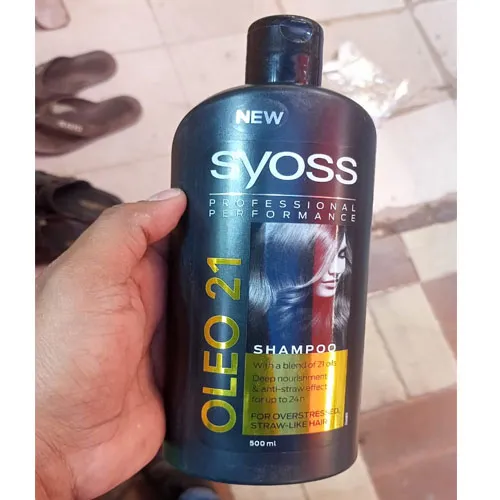 NEW
syoss
PROFESSIONAL
PERFORMANCE
OLEO 21
SHAMPOO
With a blend of 21 oils
Deep nourishment
& anti-straw effect
for up to 24h
FOR OVERSTRESSED,
STRAW-LIKE HAIR
500 ml